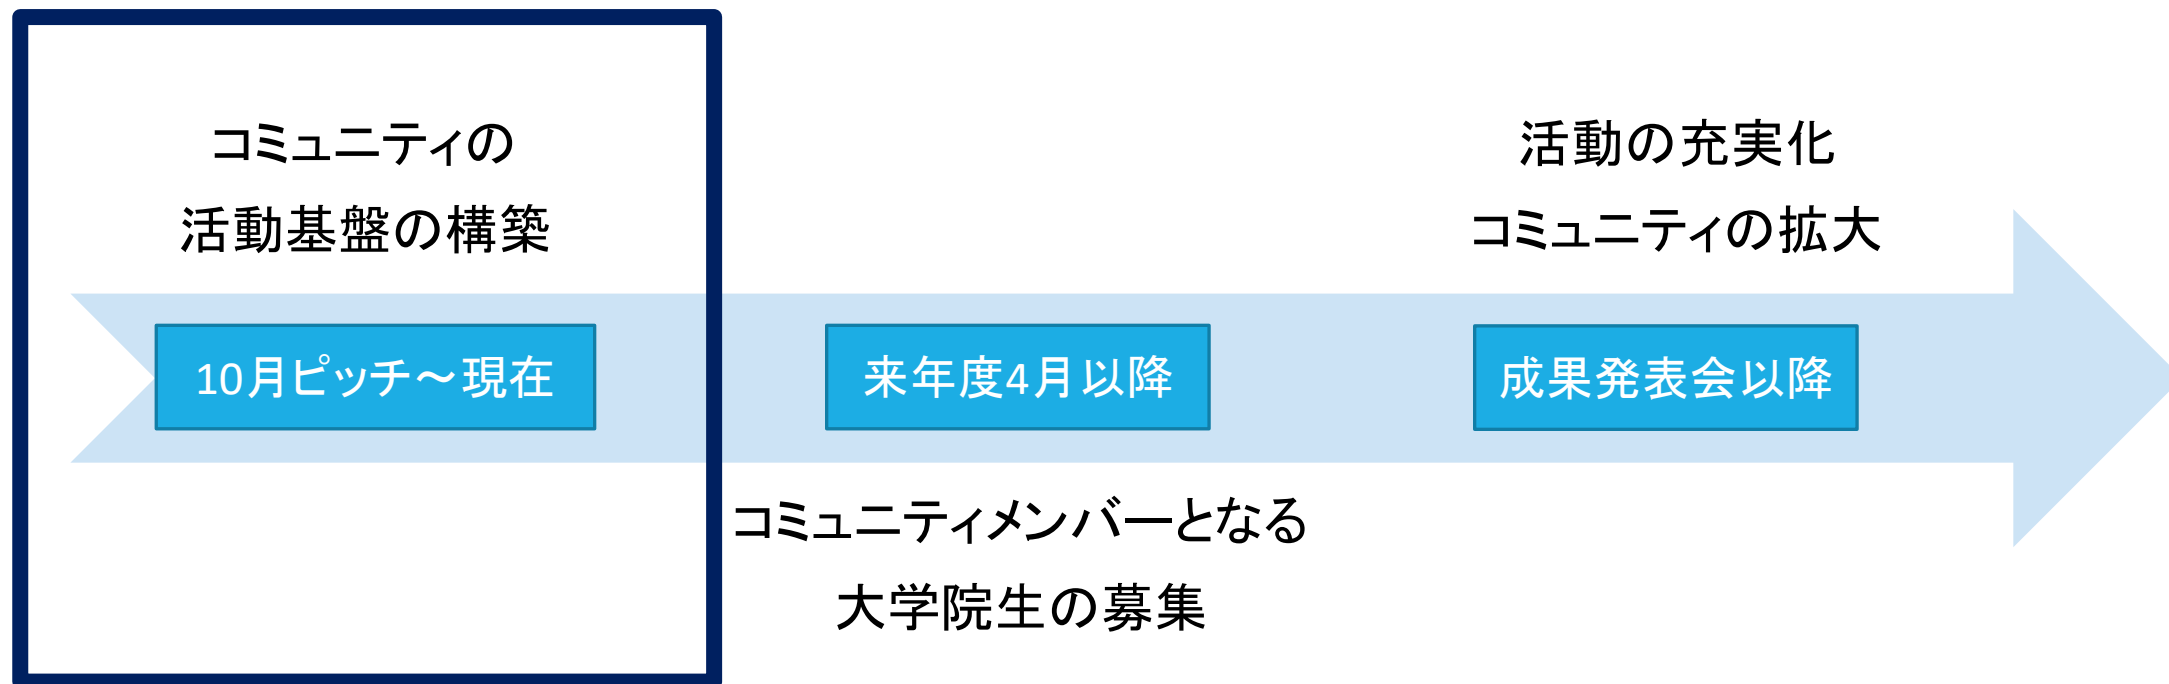 コミュニティの
活動基盤の構築
10月ピッチ～現在
来年度4月以降
コミュニティメンバーとなる
大学院生の募集
活動の充実化
コミュニティの拡大
成果発表会以降